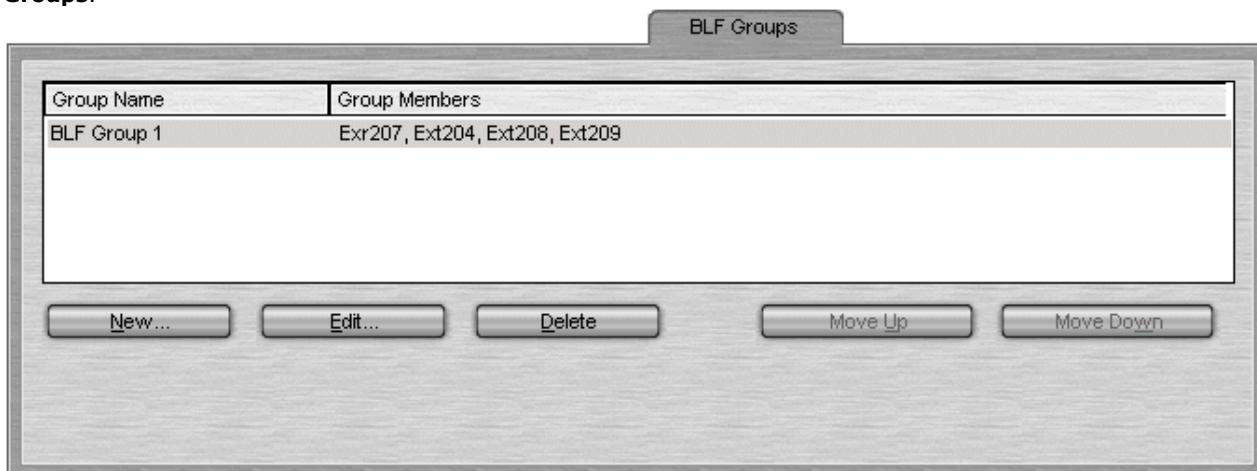 Groups.
BLF Groups
Group Name Group Members
BLF Group 1 Exr207, Ext204, Ext208, Ext209
New... Edit... Delete Move Up Move Down